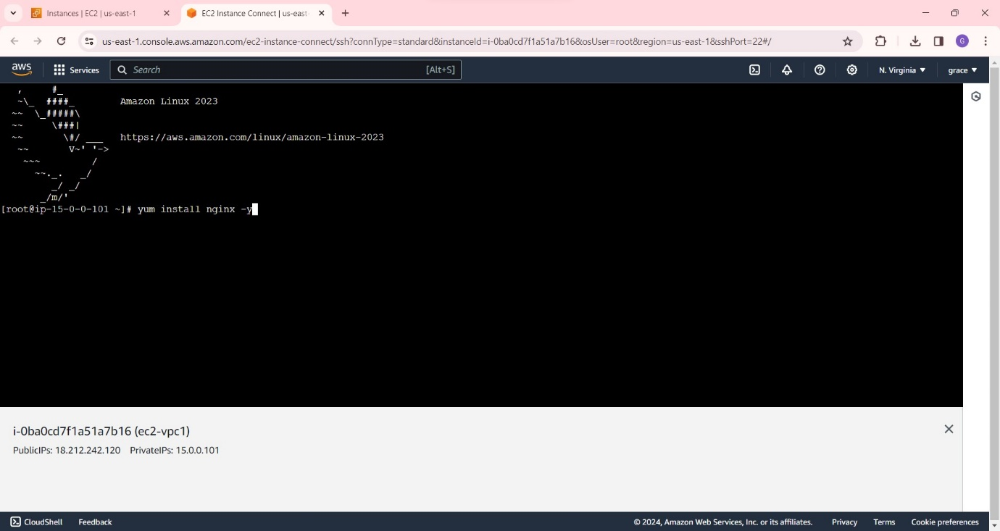 Instances | EC2 | us-east-1
EC2 Instance Connect | us-east-
us-east-1.console.aws.amazon.com/ec2-instance-connect/ssh?connType=standard&instanceId=i-0ba0cd7f1a51a7b16&osUser=root&region=us-east-1&sshPort=22#/
G
aws
Services
Search
[Alt+S]
N. Virginia
grace
   ,     #_
   ~\_  ####_        Amazon Linux 2023
  ~~  \_#####\
  ~~     \###|
  ~~       \#/ ___   https://aws.amazon.com/linux/amazon-linux-2023
   ~~       V~' '->
    ~~~         /
      ~~._.   _/
         _/ _/
       _/m/'
[root@ip-15-0-0-101 ~]# yum install nginx -y
i-0ba0cd7f1a51a7b16 (ec2-vpc1)
PublicIPs: 18.212.242.120 PrivateIPs: 15.0.0.101
CloudShell
Feedback
© 2024, Amazon Web Services, Inc. or its affiliates.
Privacy
Terms
Cookie preferences